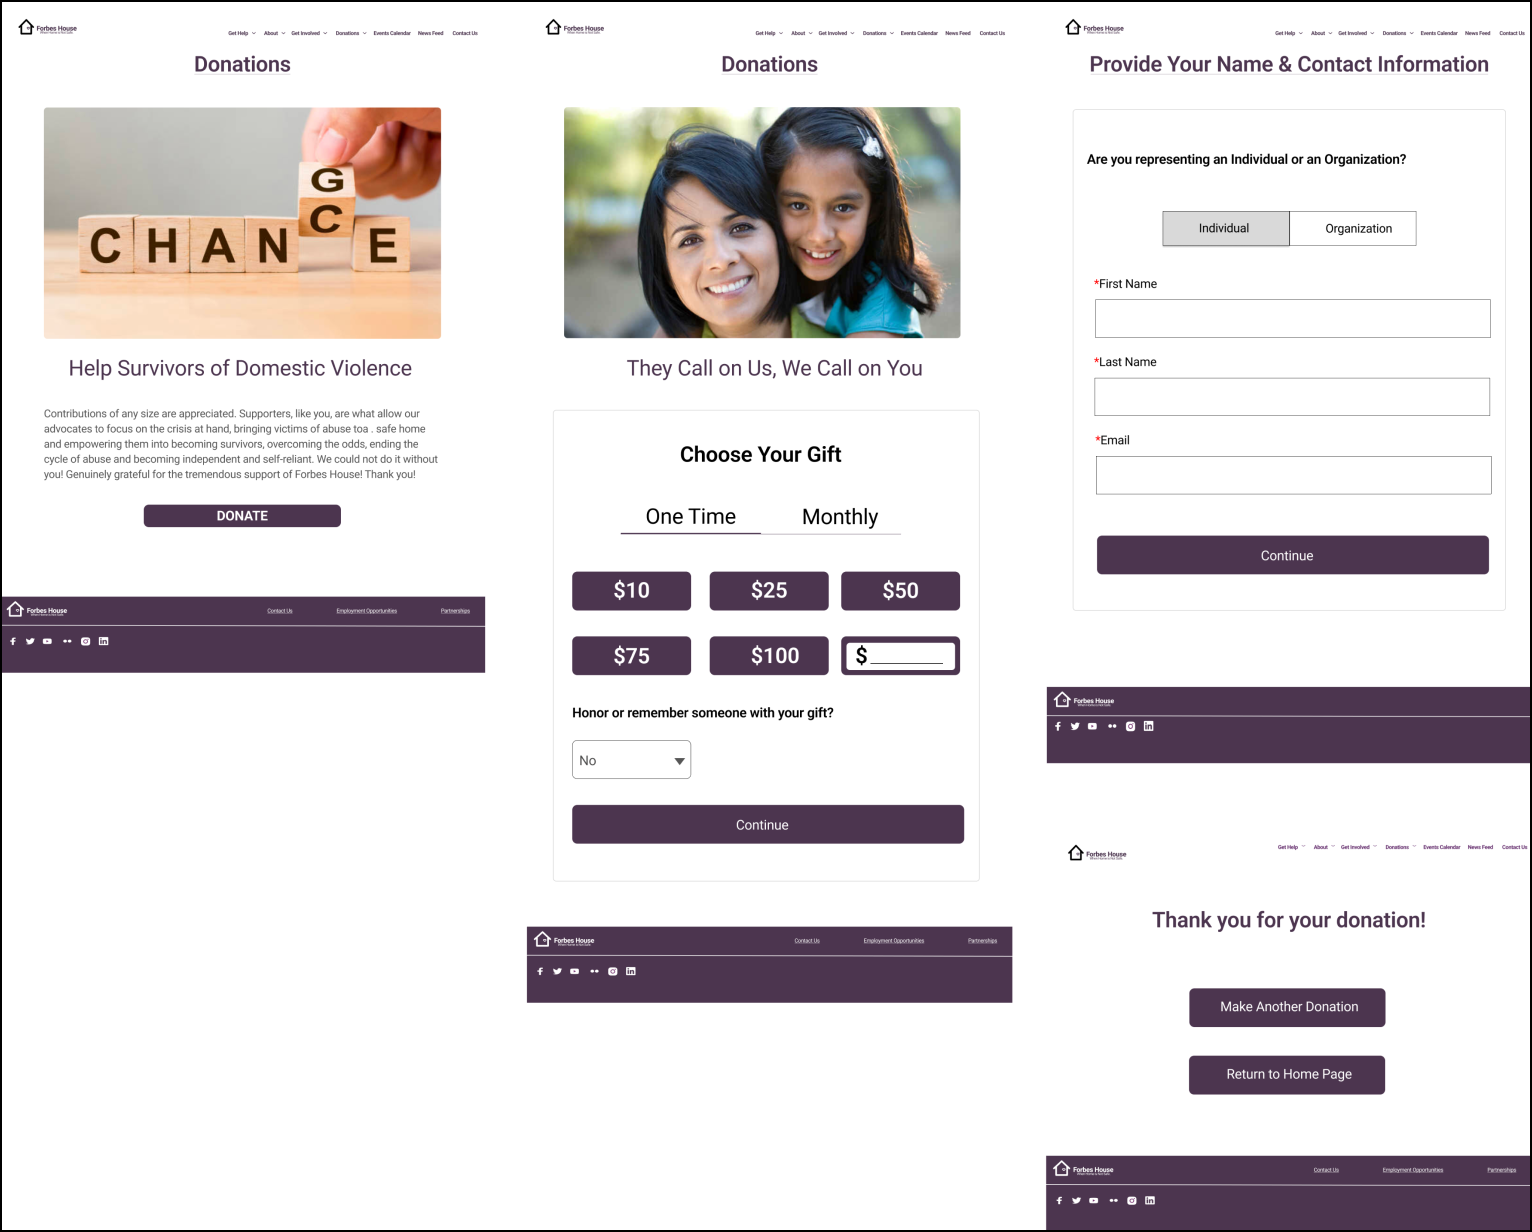 Forbes House
Get Help About Get Involved Donations Events Calendar News Feed Contact Us
Donations
G
C H A N C E
Help Survivors of Domestic Violence
Contributions of any size are appreciated. Supporters, like you, are what allow our
advocates to focus on the crisis at hand, bringing victims of abuse toa . safe home
and empowering them into becoming survivors, overcoming the odds, ending the
cycle of abuse and becoming independent and self-reliant. We could not do it without
you! Genuinely grateful for the tremendous support of Forbes House! Thank you!
DONATE
Forbes House
Contact Us Employment Opportunities Partnerships
Forbes House
Get Help About Get Involved Donations Events Calendar News Feed Contact Us
Donations
They Call on Us, We Call on You
Choose Your Gift
One Time Monthly
$10 $25 $50
$75 $100 $
Honor or remember someone with your gift?
No
Continue
Forbes House
Contact Us Employment Opportunities Partnerships
Forbes House
Get Help About Get Involved Donations Events Calendar News Feed Contact Us
Provide Your Name & Contact Information
Are you representing an Individual or an Organization?
Individual Organization
*First Name
*Last Name
*Email
Continue
Forbes House
Forbes House
Get Help About Get Involved Donations Events Calendar News Feed Contact Us
Thank you for your donation!
Make Another Donation
Return to Home Page
Forbes House
Contact Us Employment Opportunities Partnerships